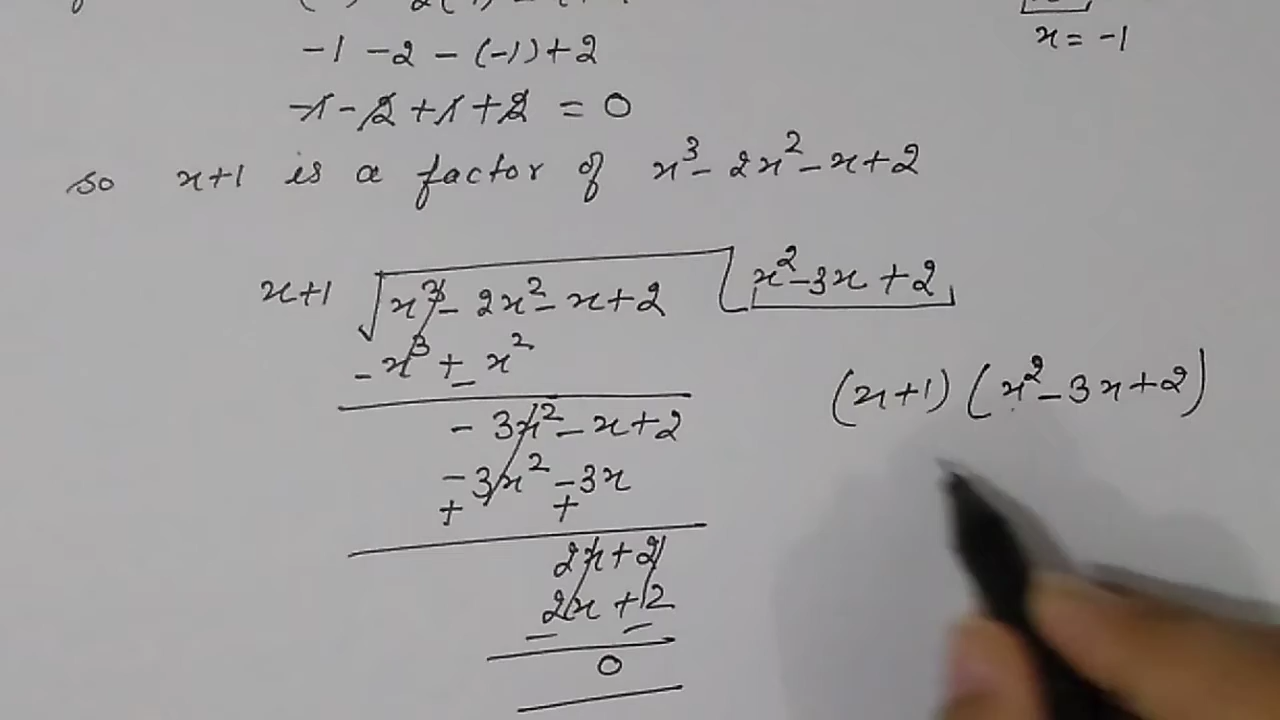 x = -1
-1 -2 - (-1) + 2
-1 - 2 + 1 + 2 = 0
so x+1 is a factor of x³ - 2x² - x + 2
x+1 √ x³ - 2x² - x + 2 x² - 3x + 2
- x³ + x²
-
- 3x² - x + 2
(x+1) (x² - 3x + 2)
- 3x² - 3x
+ +
2x + 2
2x + 2
- -
0